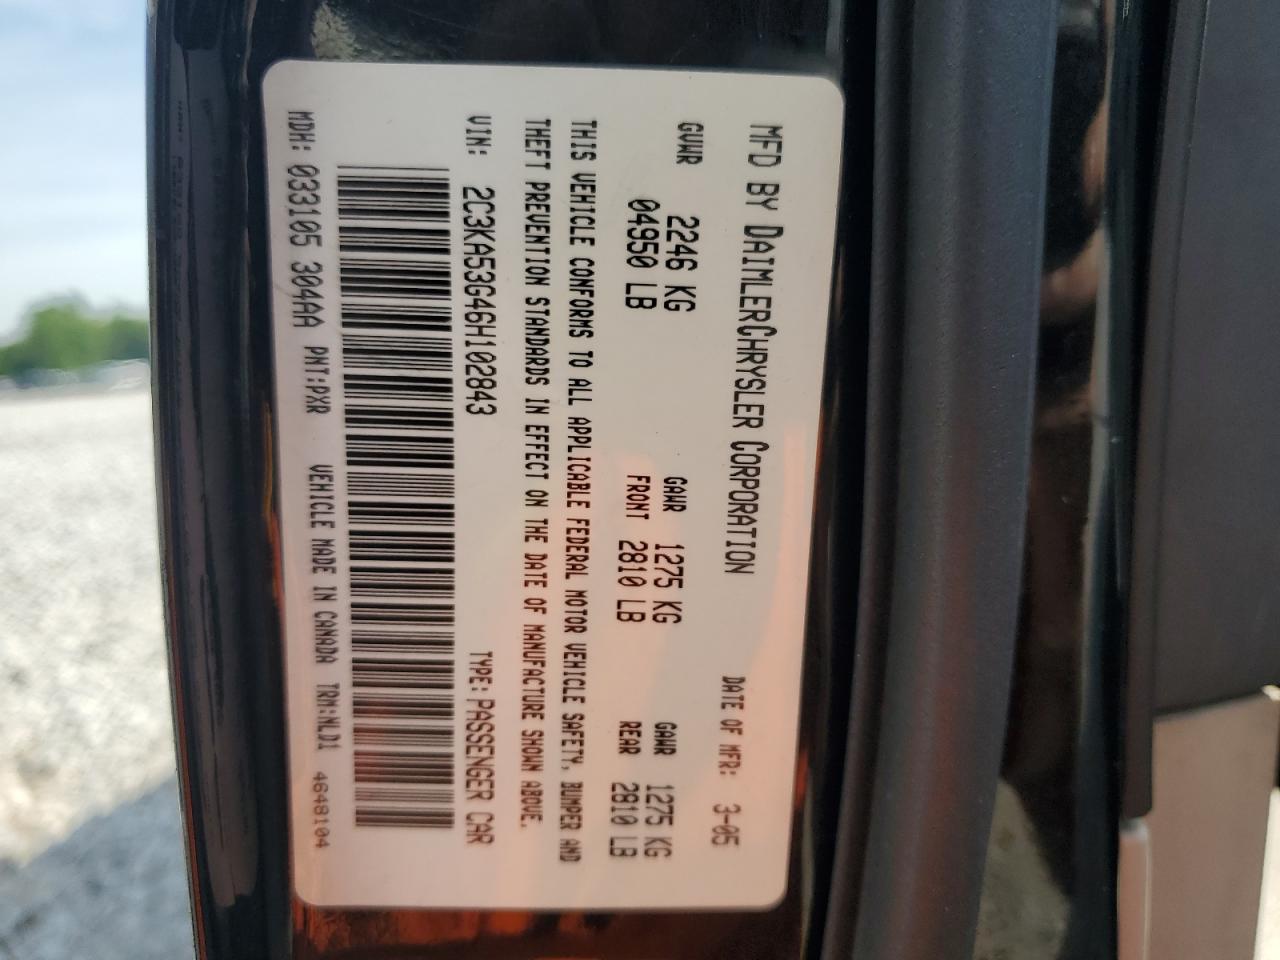 MFD BY DAIMLERCHRYSLER CORPORATION DATE OF MFR: 3-05
GVWR 2246 KG GAWR 1275 KG GAWR 1275 KG
04950 LB FRONT 2810 LB REAR 2810 LB
THIS VEHICLE CONFORMS TO ALL APPLICABLE FEDERAL MOTOR VEHICLE SAFETY, BUMPER AND
THEFT PREVENTION STANDARDS IN EFFECT ON THE DATE OF MANUFACTURE SHOWN ABOVE.
VIN: 2C3KA53G46H102843 TYPE: PASSENGER CAR
MDH: 033105 304AA PNT:PXR VEHICLE MADE IN CANADA TRM:NLD1 4648104